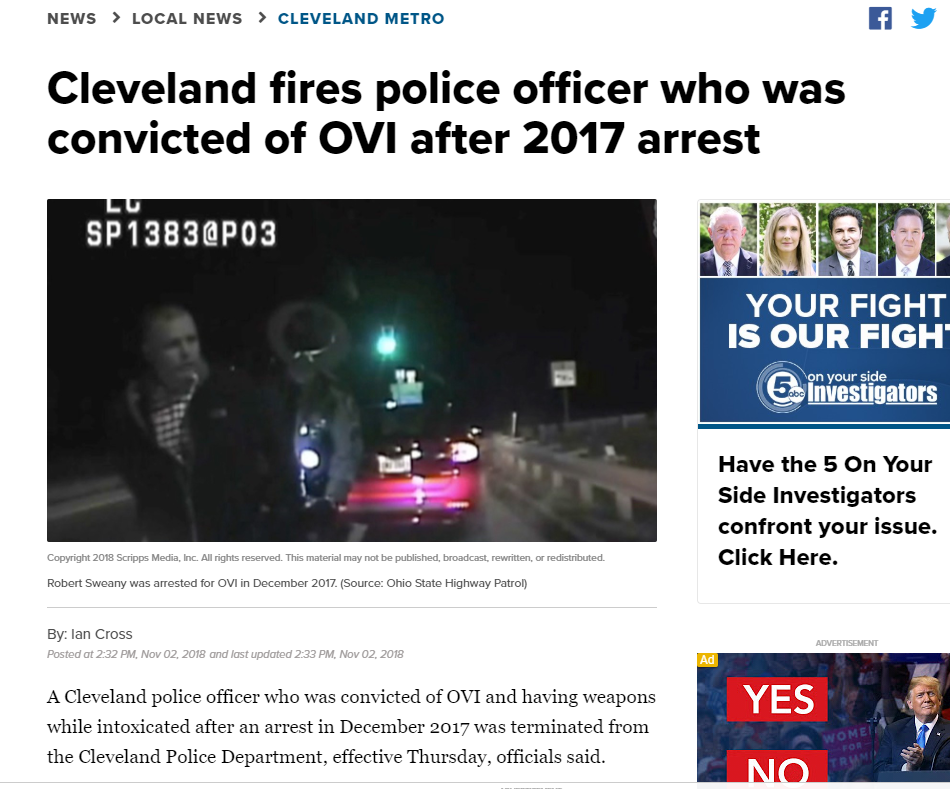 NEWS > LOCAL NEWS > CLEVELAND METRO
Cleveland fires police officer who was
convicted of OVI after 2017 arrest
SP1383@P03
YOUR FIGHT
IS OUR FIGHT
5 abc on your side
Investigators
Have the 5 On Your
Side Investigators
confront your issue.
Click Here.
Copyright 2018 Scripps Media, Inc. All rights reserved. This material may not be published, broadcast, rewritten, or redistributed.
Robert Sweany was arrested for OVI in December 2017. (Source: Ohio State Highway Patrol)
By: Ian Cross
Posted at 2:32 PM, Nov 02, 2018 and last updated 2:33 PM, Nov 02, 2018
A Cleveland police officer who was convicted of OVI and having weapons
while intoxicated after an arrest in December 2017 was terminated from
the Cleveland Police Department, effective Thursday, officials said.
ADVERTISEMENT
Ad
YES
NO
WOMEN
FOR
TRUMP